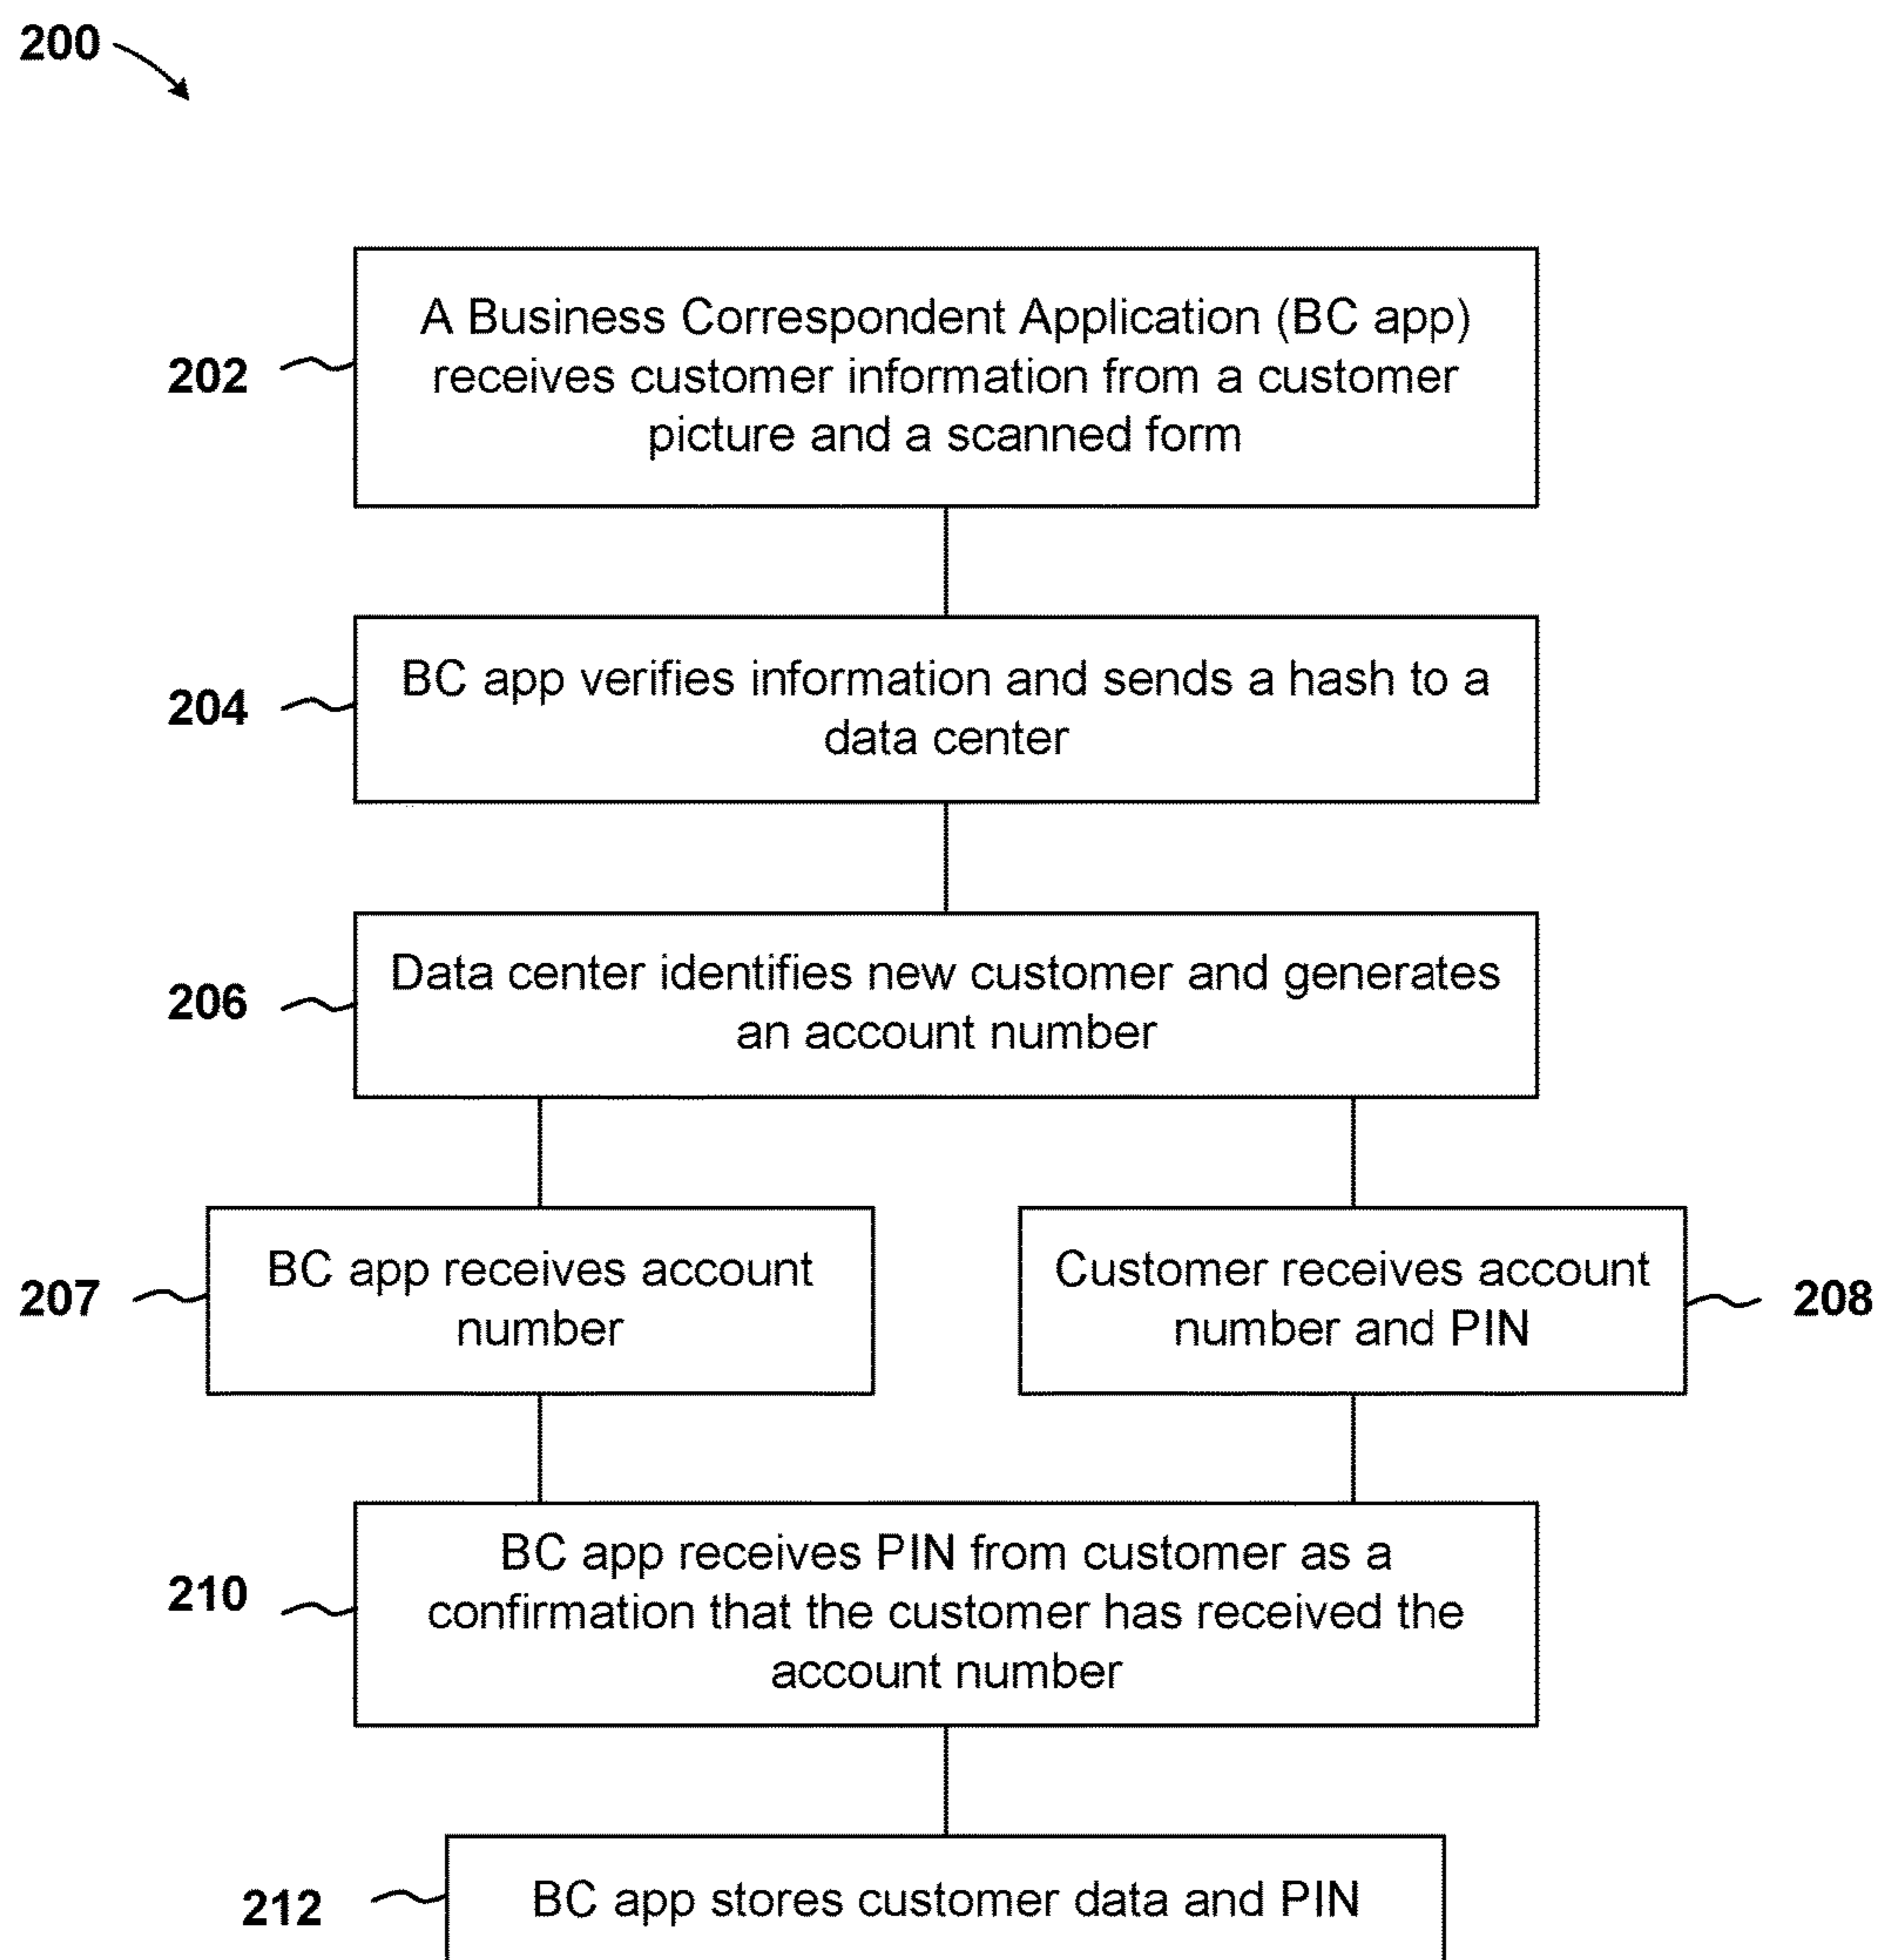 200
A Business Correspondent Application (BC app)
receives customer information from a customer
picture and a scanned form
202
BC app verifies information and sends a hash to a
data center
204
Data center identifies new customer and generates
an account number
206
BC app receives account
number
207
Customer receives account
number and PIN
208
BC app receives PIN from customer as a
confirmation that the customer has received the
account number
210
BC app stores customer data and PIN
212